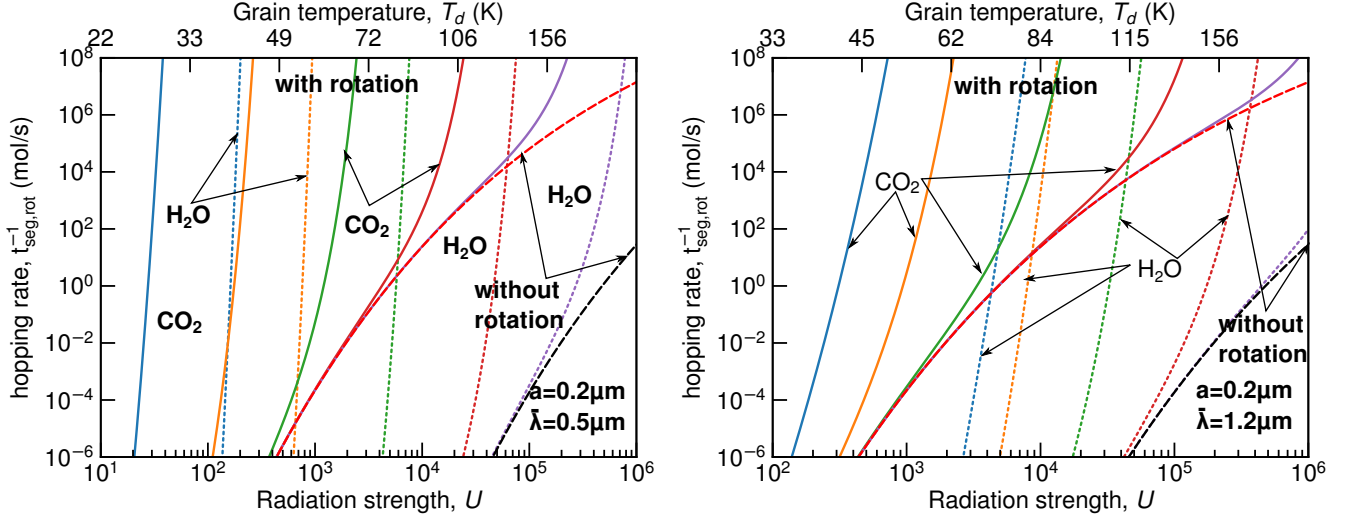 Grain temperature, T_d (K)
22 33 49 72 106 156
10^8
10^6
10^4
10^2
10^0
10^-2
10^-4
10^-6
hopping rate, t^-1_seg,rot (mol/s)
with rotation
H2O
CO2
H2O
H2O
CO2
without
rotation
a=0.2μm
λ̄=0.5μm
10^1 10^2 10^3 10^4 10^5 10^6
Radiation strength, U
Grain temperature, T_d (K)
33 45 62 84 115 156
10^8
10^6
10^4
10^2
10^0
10^-2
10^-4
10^-6
hopping rate, t^-1_seg,rot (mol/s)
with rotation
CO2
H2O
without
rotation
a=0.2μm
λ̄=1.2μm
10^2 10^3 10^4 10^5 10^6
Radiation strength, U